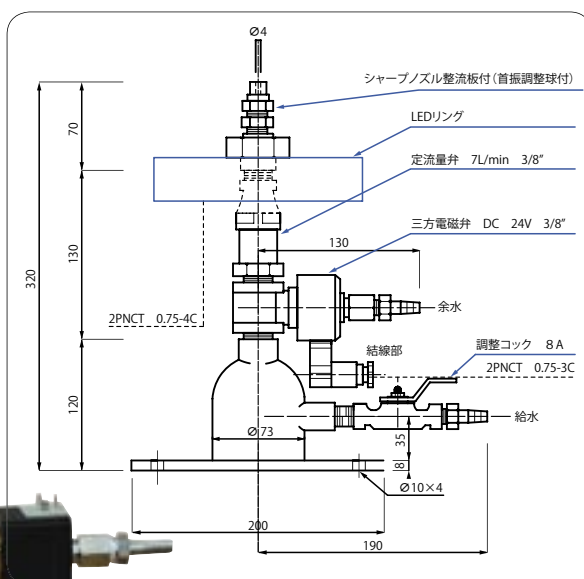 Ø4
シャープノズル整流板付(首振調整球付)
LEDリング
定流量弁 7L/min 3/8"
三方電磁弁 DC 24V 3/8"
70
130
320
130
2PNCT 0.75-4C
余水
結線部
調整コック 8A
2PNCT 0.75-3C
120
給水
Ø73
35
8
Ø10×4
200
190